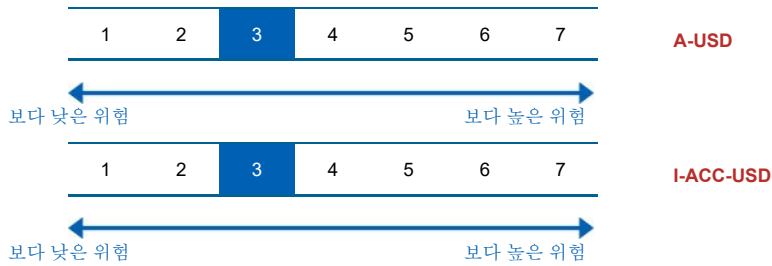 1 2 3 4 5 6 7 A-USD
보다 낮은 위험 보다 높은 위험
1 2 3 4 5 6 7 I-ACC-USD
보다 낮은 위험 보다 높은 위험